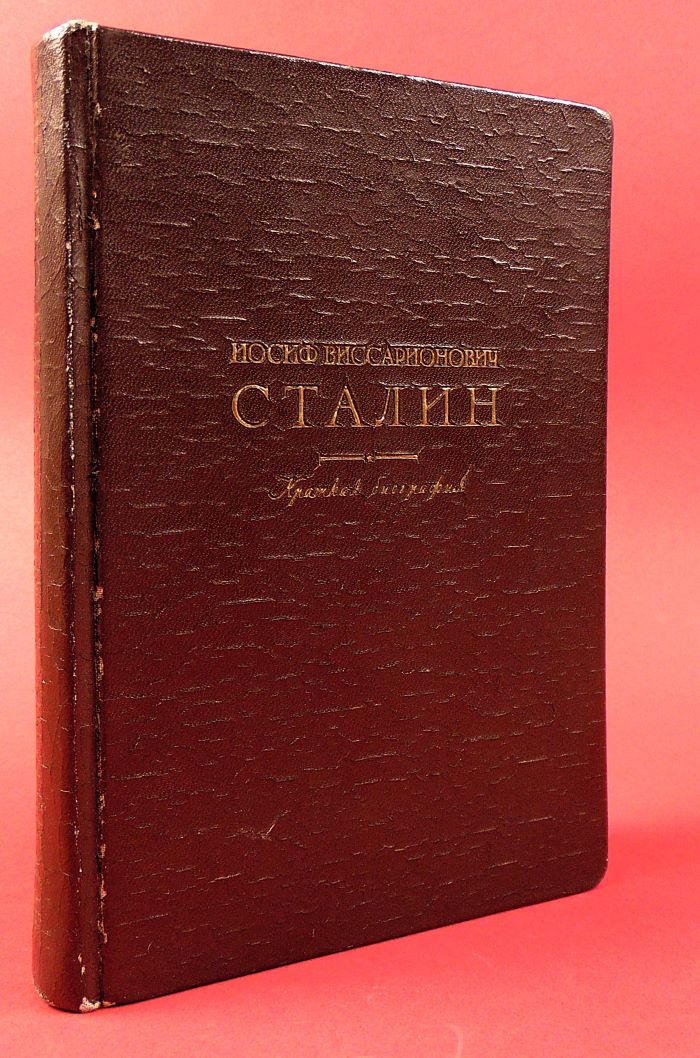 ИОСИФ ВИССАРИОНОВИЧ
СТАЛИН
Краткая биография